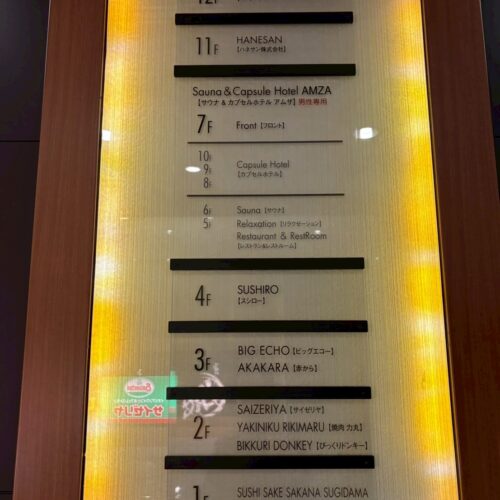 12F
11F HANESAN
【ハネサン株式会社】
Sauna & Capsule Hotel AMZA
【サウナ & カプセルホテル アムザ】男性専用
7F Front【フロント】
10F
9F Capsule Hotel
8F 【カプセルホテル】
6F Sauna【サウナ】
5F Relaxation【リラクゼーション】
Restaurant & RestRoom
【レストラン&レストルーム】
4F SUSHIRO
【スシロー】
3F BIG ECHO【ビッグエコー】
AKAKARA【赤から】
SAIZERIYA【サイゼリヤ】
2F YAKINIKU RIKIMARU【焼肉 力丸】
BIKKURI DONKEY【びっくりドンキー】
1F SUSHI SAKE SAKANA SUGIDAMA